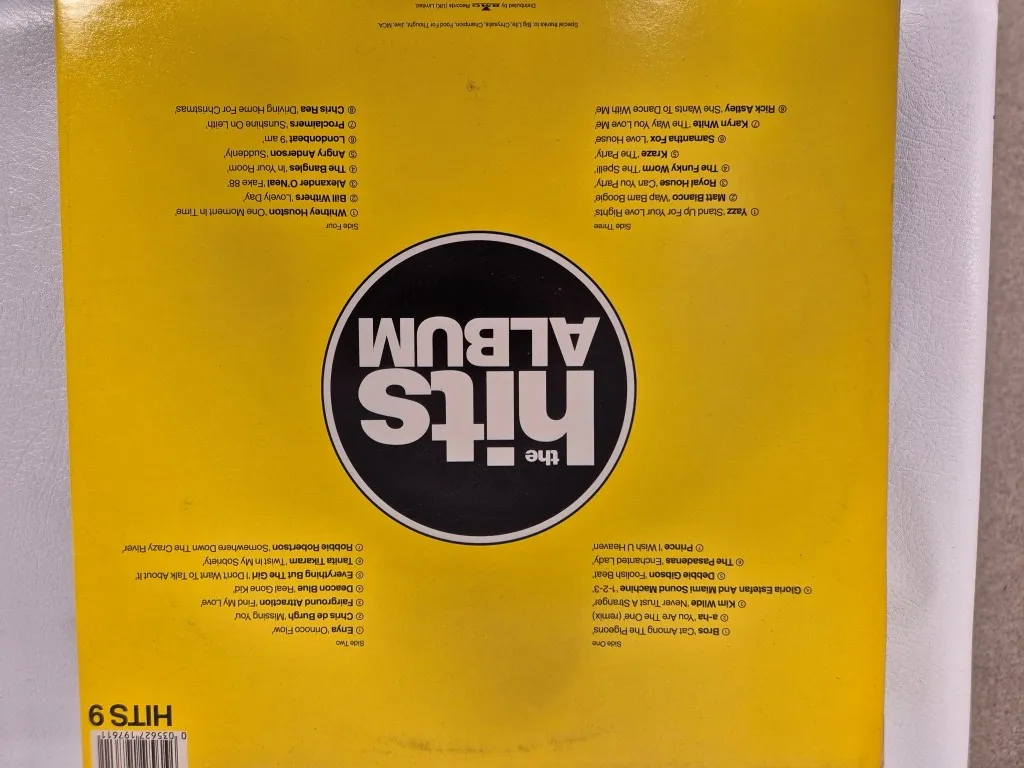 0 035627 197611
HITS 9
Side One
① Bros 'Cat Among The Pigeons'
② a-ha 'You Are The One' (remix)
③ Kim Wilde 'Never Trust A Stranger'
④ Gloria Estefan And Miami Sound Machine '1-2-3'
⑤ Debbie Gibson 'Foolish Beat'
⑥ The Pasadenas 'Enchanted Lady'
⑦ Prince 'I Wish U Heaven'
Side Two
① Enya 'Orinoco Flow'
② Chris de Burgh 'Missing You'
③ Fairground Attraction 'Find My Love'
④ Deacon Blue 'Real Gone Kid'
⑤ Everything But The Girl 'I Don't Want To Talk About It'
⑥ Tanita Tikaram 'Twist In My Sobriety'
⑦ Robbie Robertson 'Somewhere Down The Crazy River'
the
hits
ALBUM
Side Three
① Yazz 'Stand Up For Your Love Rights'
② Matt Bianco 'Wap Bam Boogie'
③ Royal House 'Can You Party'
④ The Funky Worm 'The Spell!'
⑤ Kraze 'The Party'
⑥ Samantha Fox 'Love House'
⑦ Karyn White 'The Way You Love Me'
⑧ Rick Astley 'She Wants To Dance With Me'
Side Four
① Whitney Houston 'One Moment In Time'
② Bill Withers 'Lovely Day'
③ Alexander O'Neal 'Fake 88'
④ The Bangles 'In Your Room'
⑤ Angry Anderson 'Suddenly'
⑥ Londonbeat '9 am'
⑦ Proclaimers 'Sunshine On Leith'
⑧ Chris Rea 'Driving Home For Christmas'
Special thanks to: Big Life, Chrysalis, Champion, Food For Thought, Jive, MCA.
Distributed by BMG Records (UK) Limited.